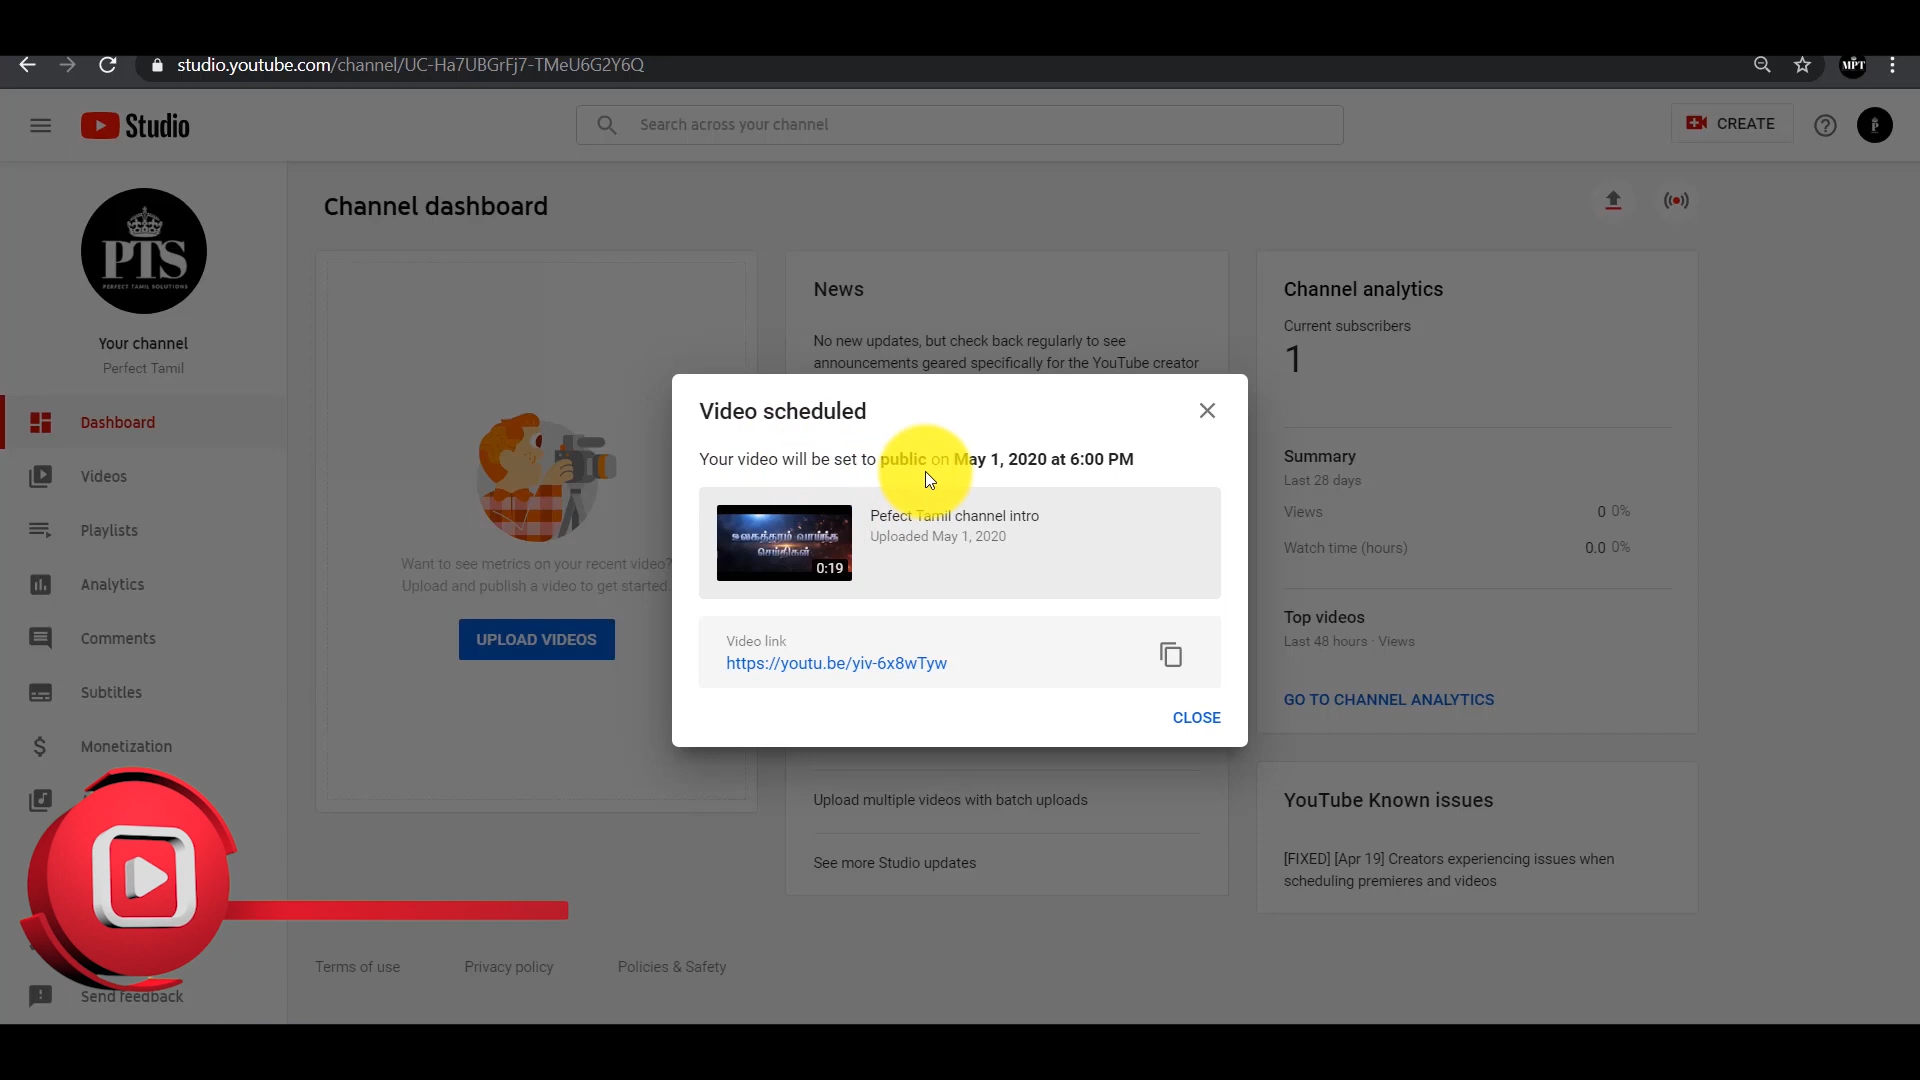 studio.youtube.com/channel/UC-Ha7UBGrFj7-TMeU6G2Y6Q
MPT
Studio
Search across your channel
CREATE
PTS
PERFECT TAMIL SOLUTIONS
Your channel
Perfect Tamil
Dashboard
Videos
Playlists
Analytics
Comments
Subtitles
Monetization
Send feedback
Channel dashboard
Want to see metrics on your recent video?
Upload and publish a video to get started.
UPLOAD VIDEOS
News
No new updates, but check back regularly to see
announcements geared specifically for the YouTube creator
Video scheduled
Your video will be set to public on May 1, 2020 at 6:00 PM
உலகத்தரம் வாய்ந்த
செய்திகள்
0:19
Pefect Tamil channel intro
Uploaded May 1, 2020
Video link
https://youtu.be/yiv-6x8wTyw
CLOSE
Upload multiple videos with batch uploads
See more Studio updates
Channel analytics
Current subscribers
1
Summary
Last 28 days
Views 0 0%
Watch time (hours) 0.0 0%
Top videos
Last 48 hours · Views
GO TO CHANNEL ANALYTICS
YouTube Known issues
[FIXED] [Apr 19] Creators experiencing issues when
scheduling premieres and videos
Terms of use Privacy policy Policies & Safety